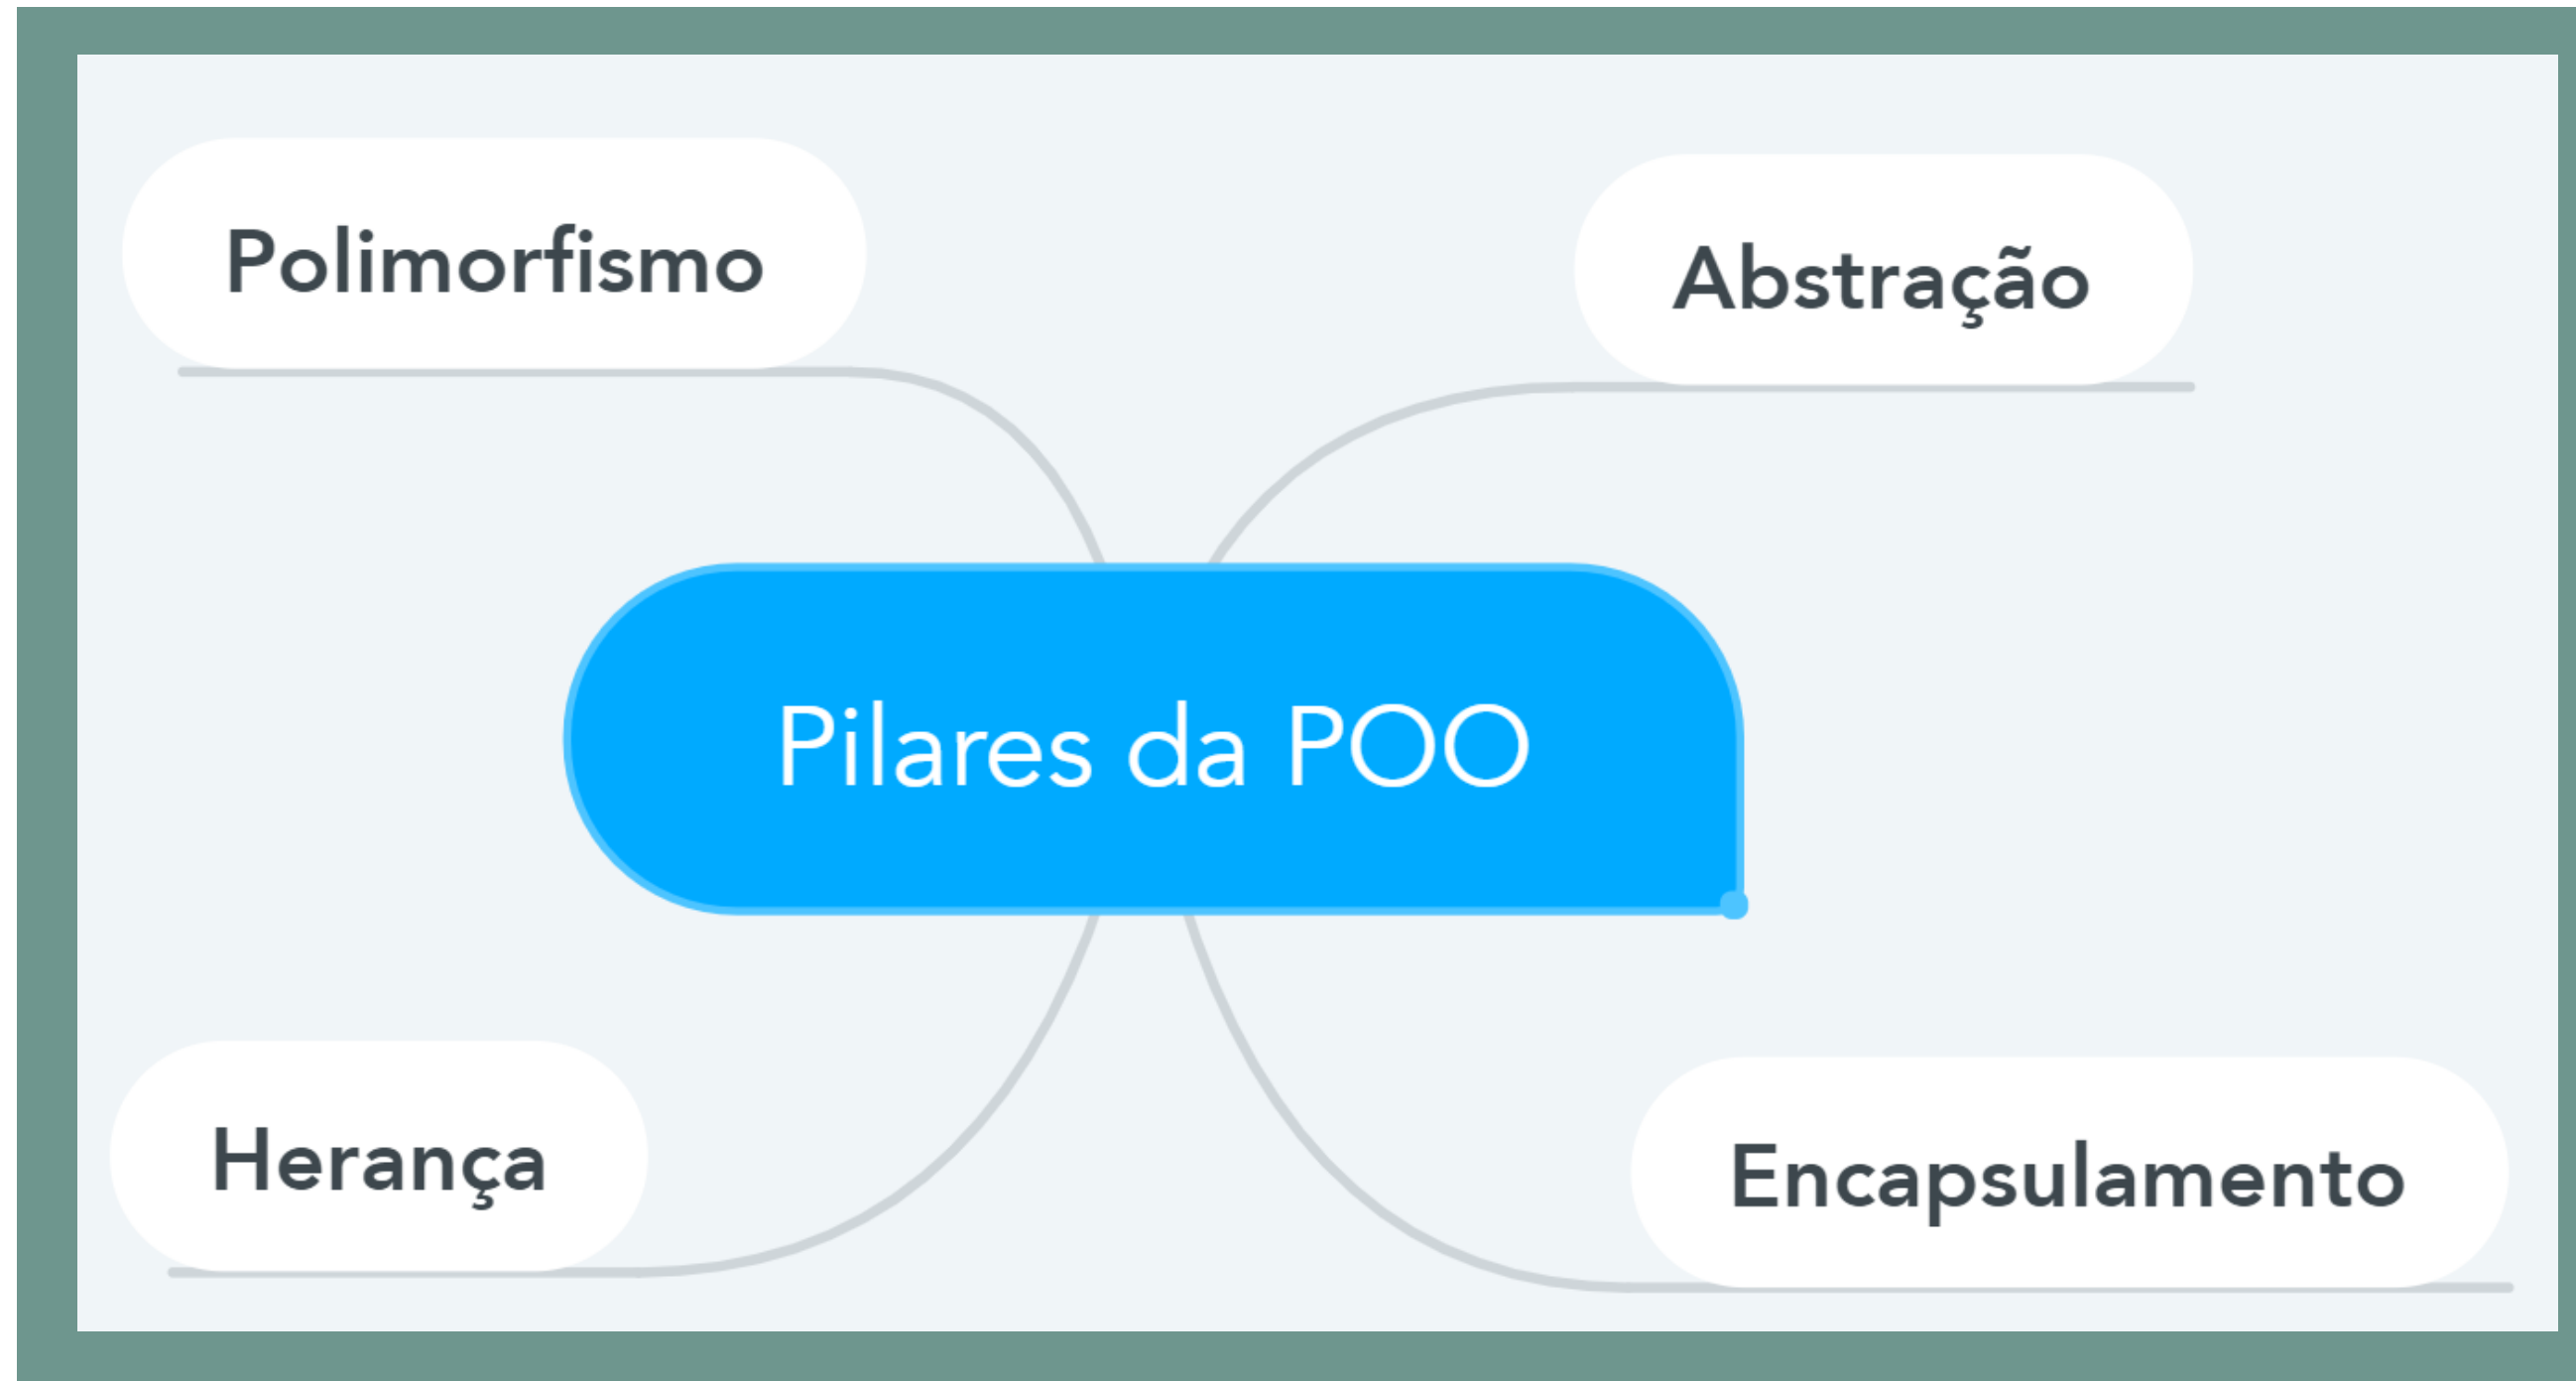 Polimorfismo
Abstração
Pilares da POO
Herança
Encapsulamento